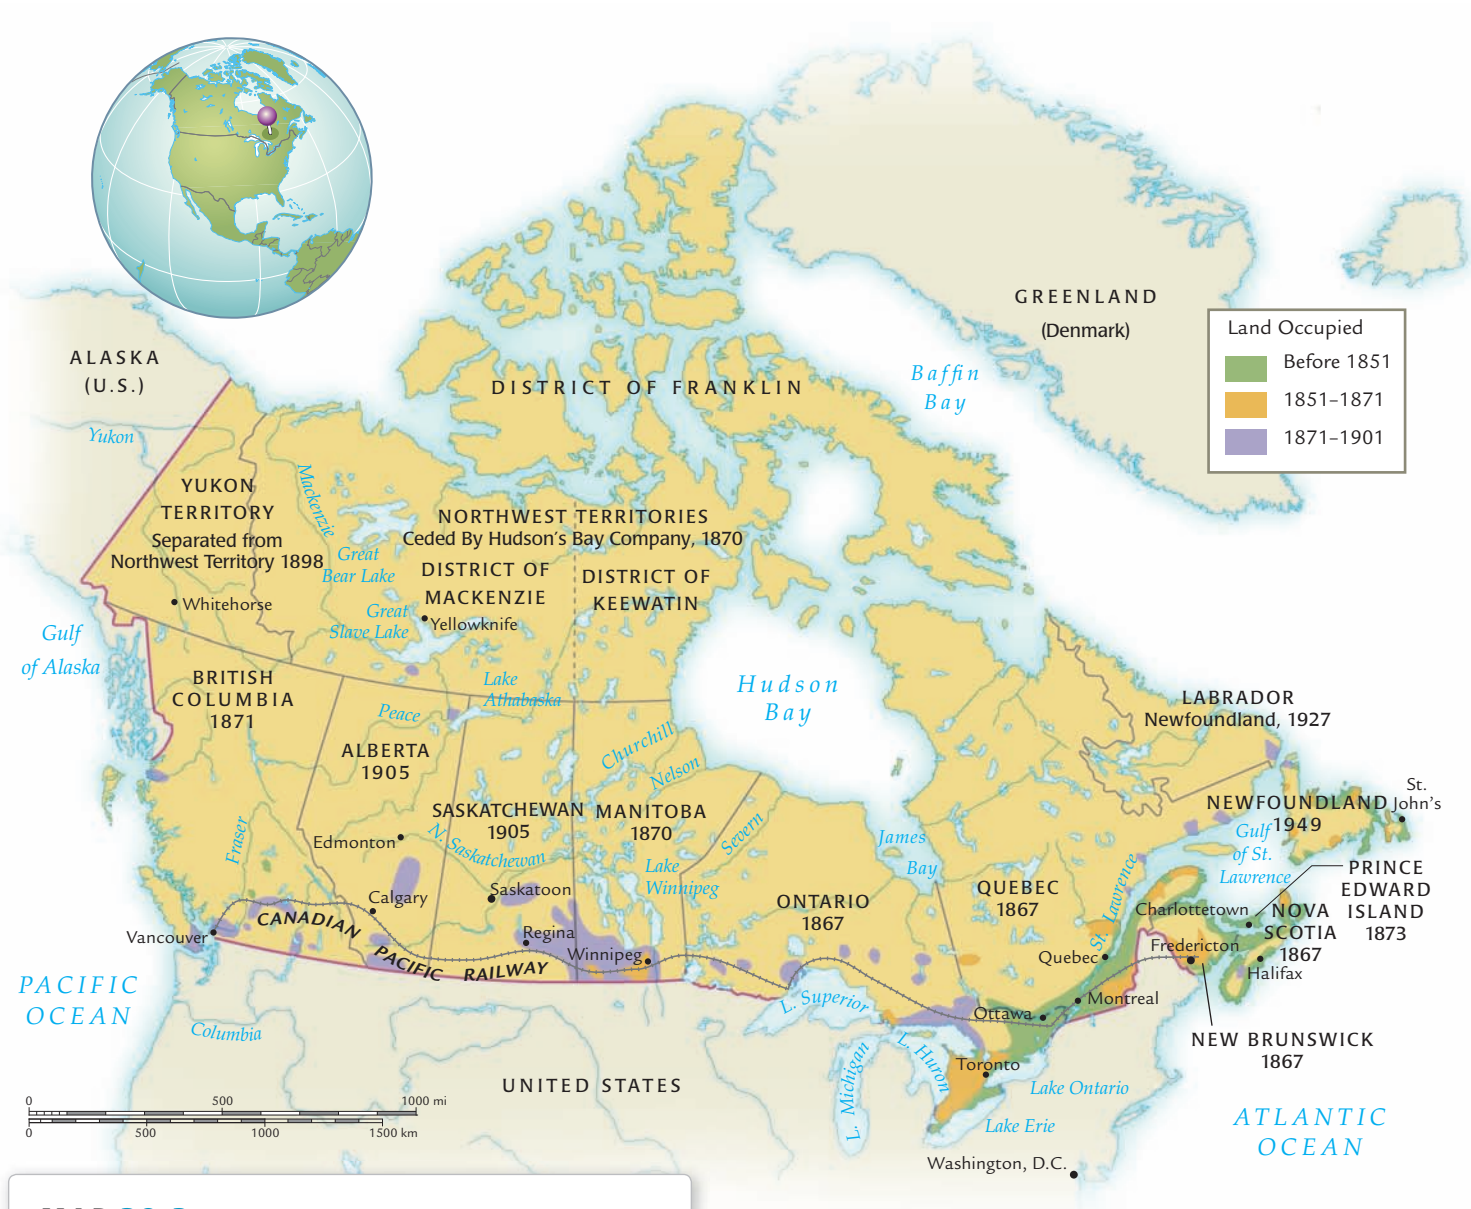 ALASKA
(U.S.)
Yukon
YUKON
TERRITORY
Separated from
Northwest Territory 1898
Whitehorse
Mackenzie
Great
Bear Lake
Great
Slave Lake
DISTRICT OF FRANKLIN
NORTHWEST TERRITORIES
Ceded By Hudson's Bay Company, 1870
DISTRICT OF
MACKENZIE
Yellowknife
DISTRICT OF
KEEWATIN
GREENLAND
(Denmark)
Baffin
Bay
Land Occupied
Before 1851
1851–1871
1871–1901
Gulf
of Alaska
BRITISH
COLUMBIA
1871
Peace
Lake
Athabaska
ALBERTA
1905
Fraser
Edmonton
Calgary
SASKATCHEWAN
1905
N. Saskatchewan
Saskatoon
Regina
Churchill
Nelson
MANITOBA
1870
Lake
Winnipeg
Winnipeg
Severn
Hudson
Bay
James
Bay
ONTARIO
1867
QUEBEC
1867
LABRADOR
Newfoundland, 1927
NEWFOUNDLAND
1949
St.
John's
Gulf
of St.
Lawrence
St. Lawrence
PRINCE
EDWARD
ISLAND
1873
Charlottetown
NOVA
SCOTIA
1867
Fredericton
Halifax
Quebec
Montreal
Ottawa
Toronto
NEW BRUNSWICK
1867
Vancouver
CANADIAN
PACIFIC
RAILWAY
PACIFIC
OCEAN
Columbia
UNITED STATES
L. Superior
L. Michigan
L. Huron
Lake Ontario
Lake Erie
Washington, D.C.
ATLANTIC
OCEAN
0 500 1000 mi
0 500 1000 1500 km